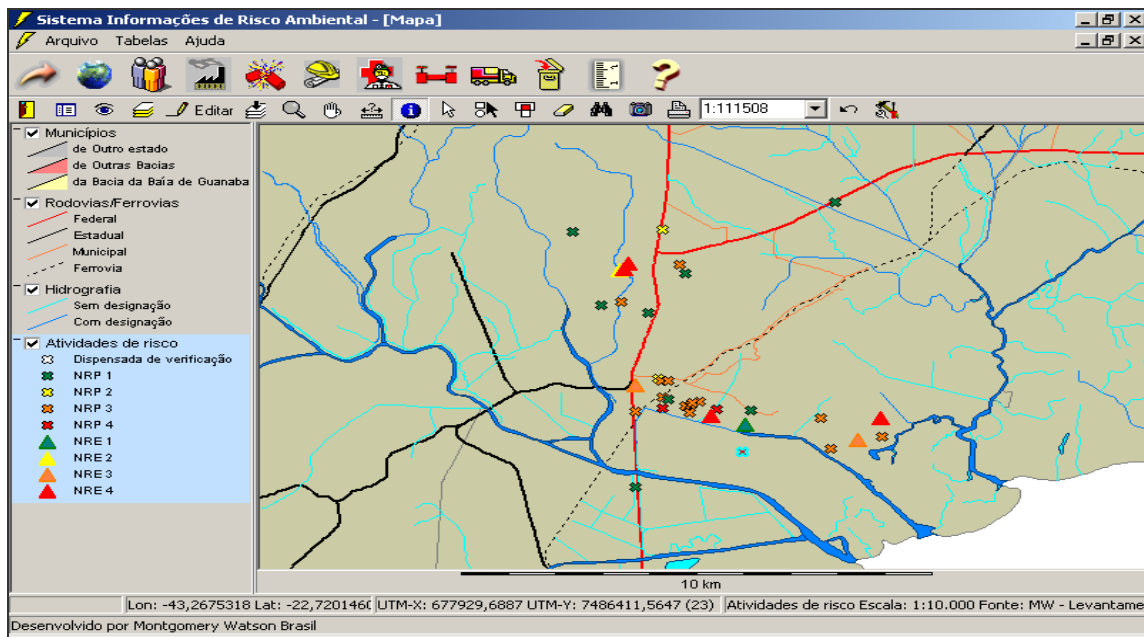 Sistema Informações de Risco Ambiental - [Mapa]
Arquivo Tabelas Ajuda
Editar
1:111508
Municípios
de Outro estado
de Outras Bacias
da Bacia da Baía de Guanaba
Rodovias/Ferrovias
Federal
Estadual
Municipal
Ferrovia
Hidrografia
Sem designação
Com designação
Atividades de risco
Dispensada de verificação
NRP 1
NRP 2
NRP 3
NRP 4
NRE 1
NRE 2
NRE 3
NRE 4
10 km
Lon: -43,2675318 Lat: -22,7201460 UTM-X: 677929,6887 UTM-Y: 7486411,5647 (23) Atividades de risco Escala: 1:10.000 Fonte: MW - Levantame
Desenvolvido por Montgomery Watson Brasil